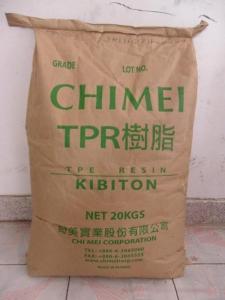 GRADE: LOT NO.
CHIMEI
TPR樹脂
TPE RESIN
KIBITON
NET 20KGS
奇美實業股份有限公司
CHI MEI CORPORATION